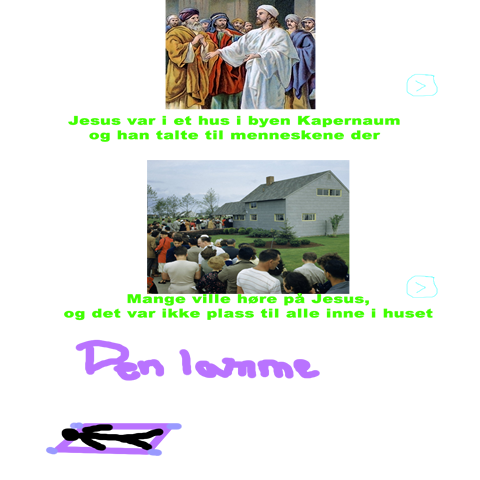 Jesus var i et hus i byen Kapernaum
og han talte til menneskene der
Mange ville høre på Jesus,
og det var ikke plass til alle inne i huset
Den lamme